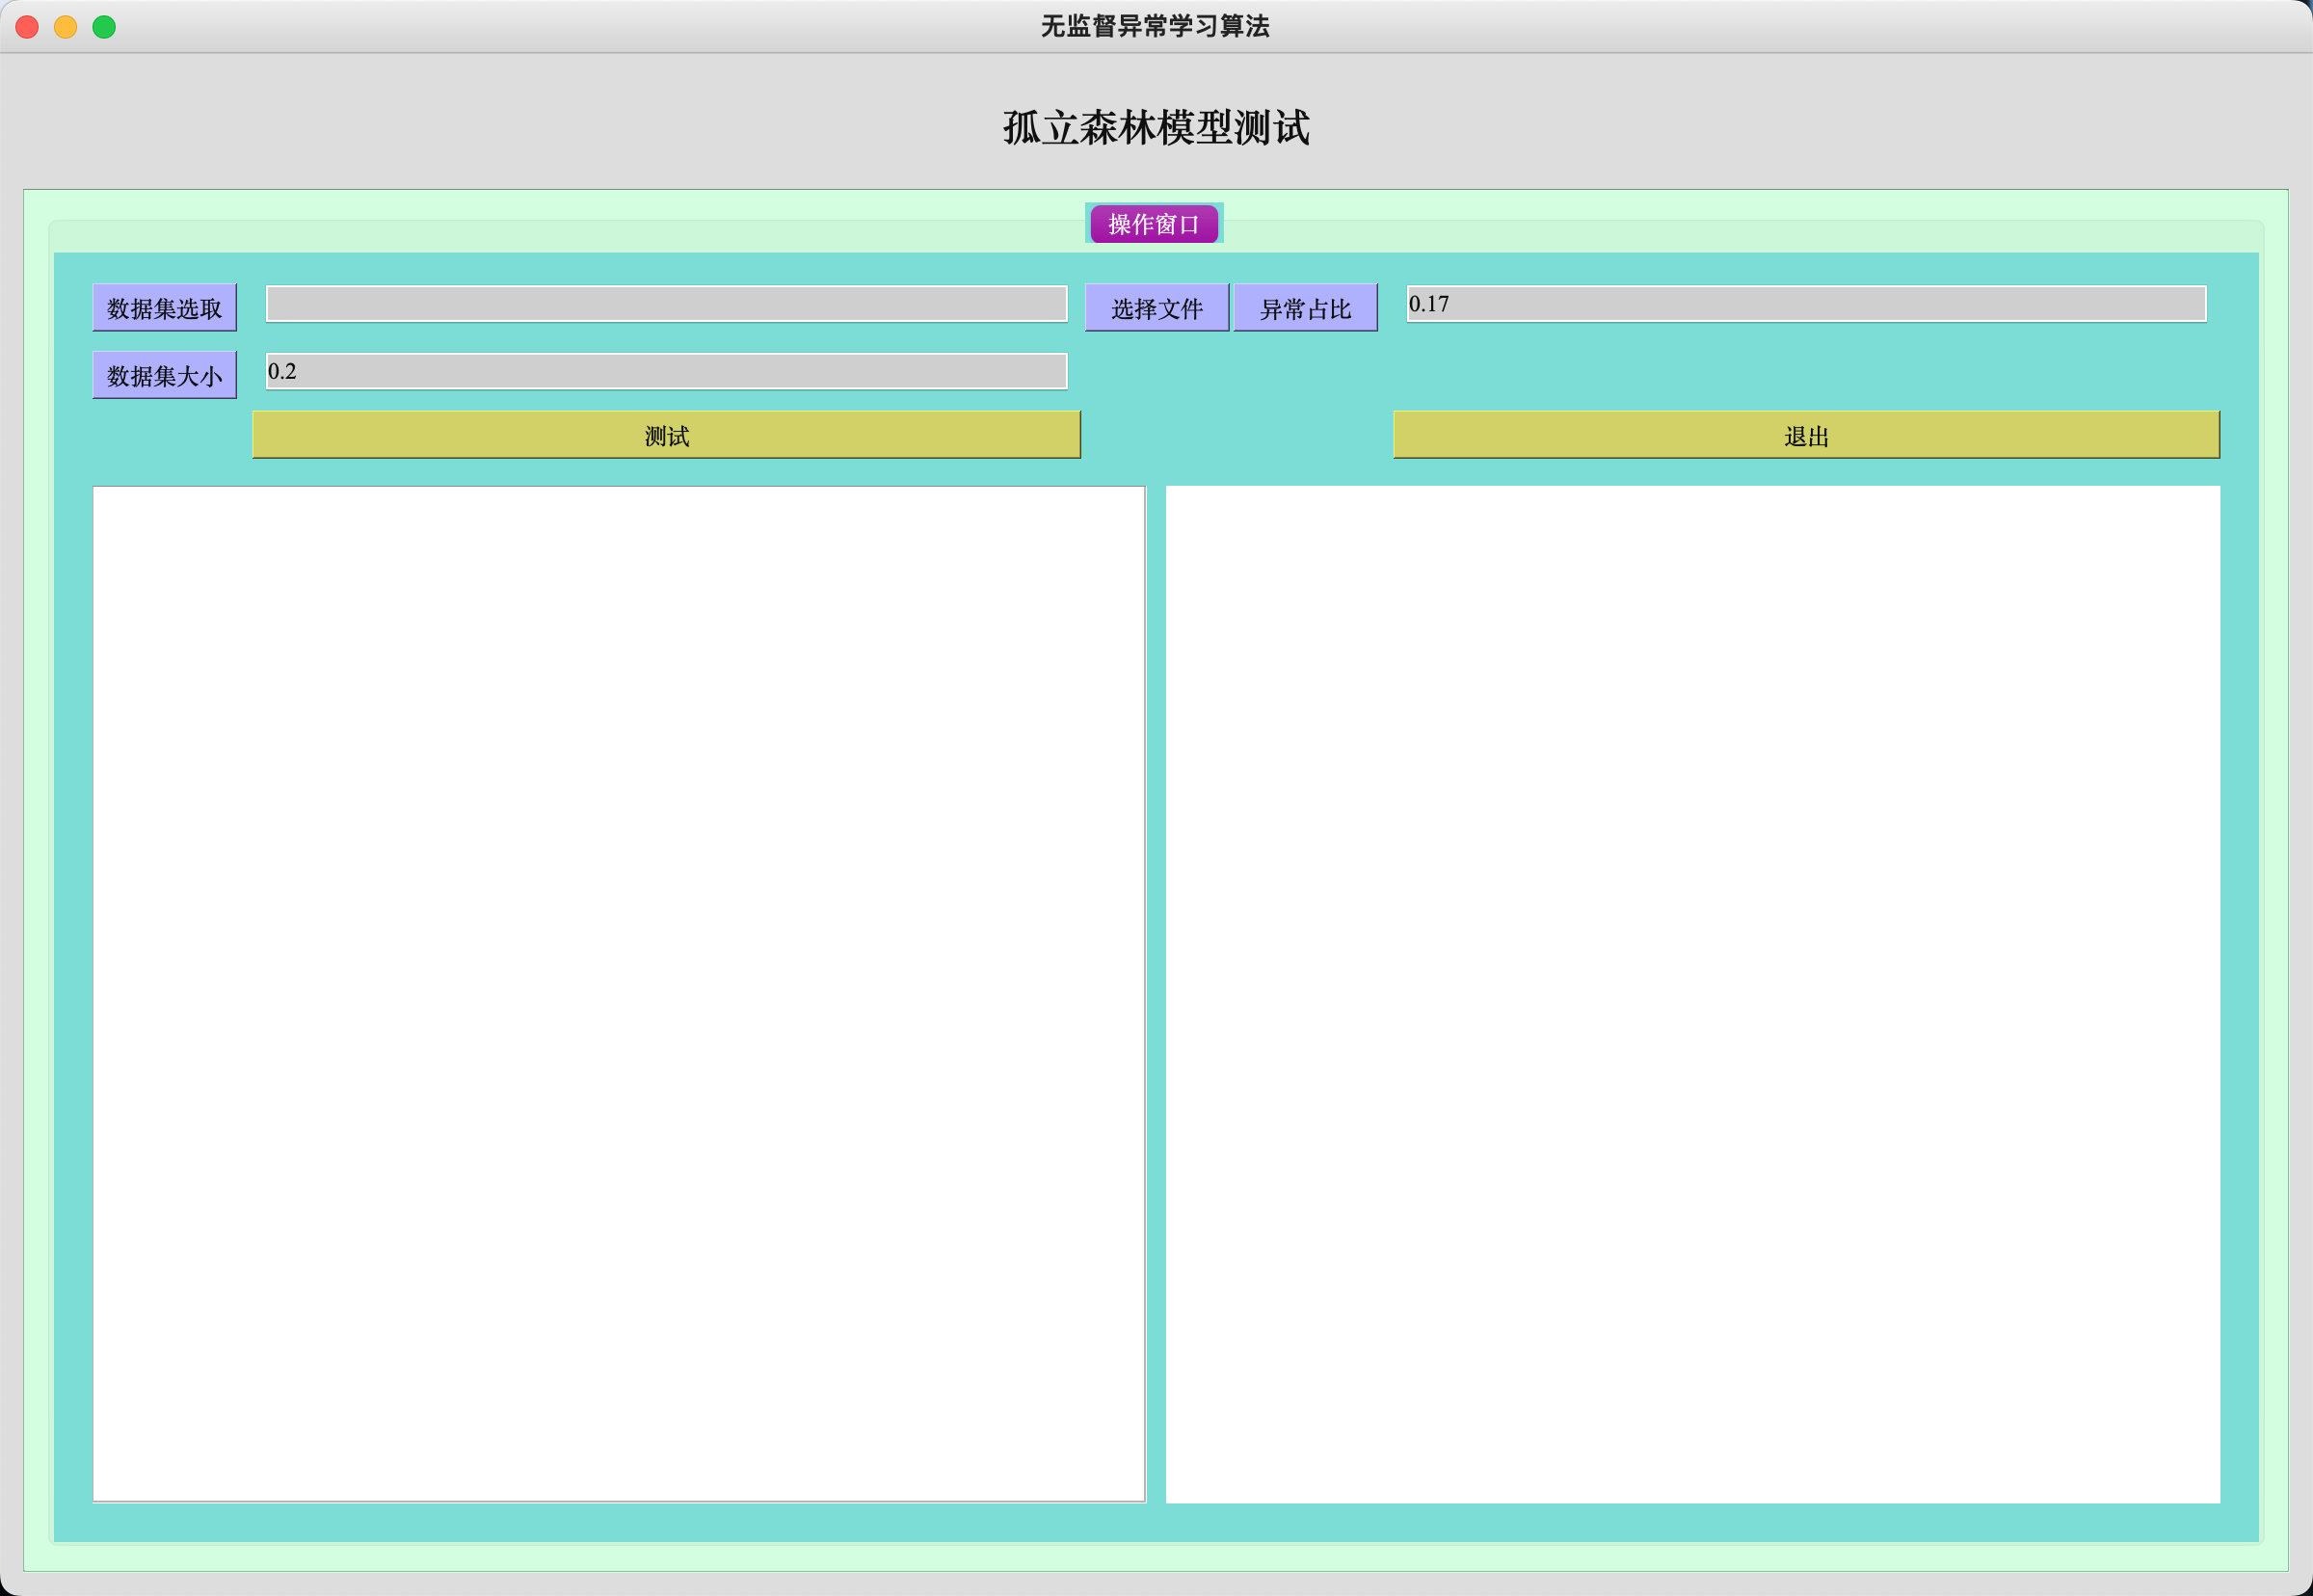 无监督异常学习算法
孤立森林模型测试
操作窗口
数据集选取 选择文件 异常占比 0.17
数据集大小 0.2
测试 退出